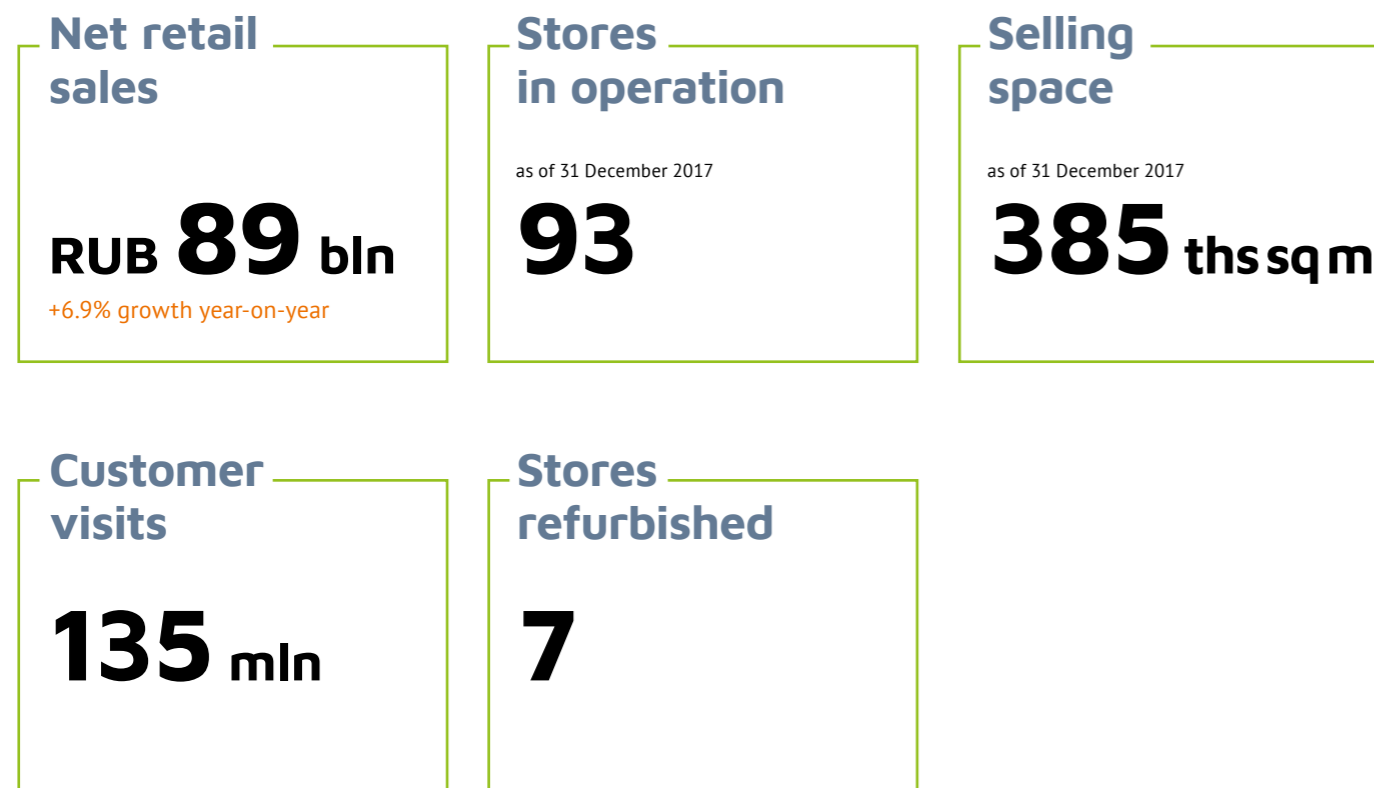 Net retail
sales
RUB 89 bln
+6.9% growth year-on-year
Stores
in operation
as of 31 December 2017
93
Selling
space
as of 31 December 2017
385 ths sq m
Customer
visits
135 mln
Stores
refurbished
7